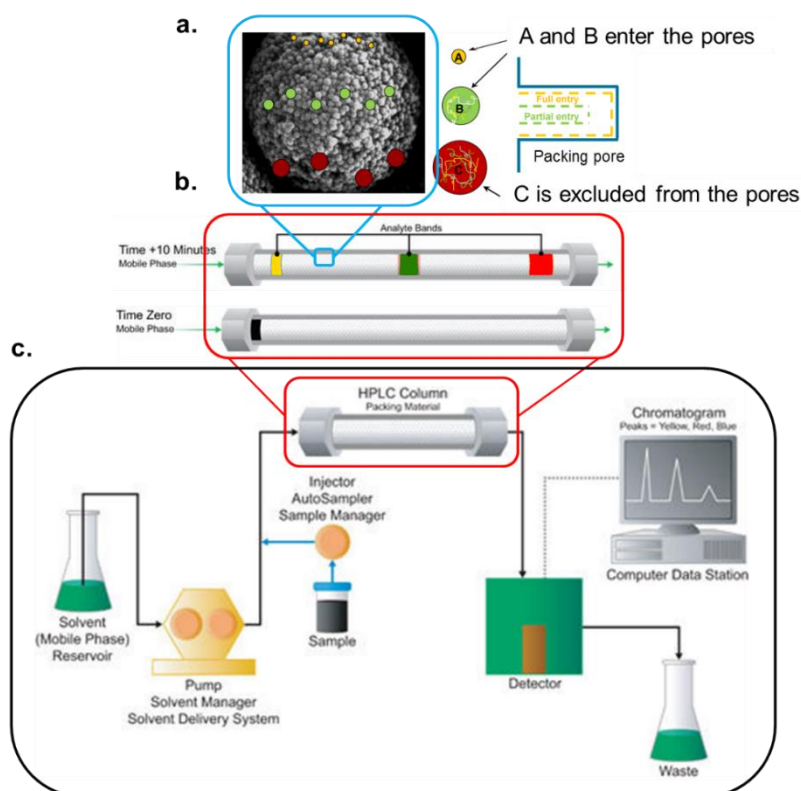 a.
A and B enter the pores
A
B
C
Full entry
Partial entry
Packing pore
C is excluded from the pores
b.
Analyte Bands
Time +10 Minutes
Mobile Phase
Time Zero
Mobile Phase
c.
HPLC Column
Packing Material
Chromatogram
Peaks = Yellow, Red, Blue
Injector
AutoSampler
Sample Manager
Computer Data Station
Solvent
(Mobile Phase)
Reservoir
Sample
Pump
Solvent Manager
Solvent Delivery System
Detector
Waste